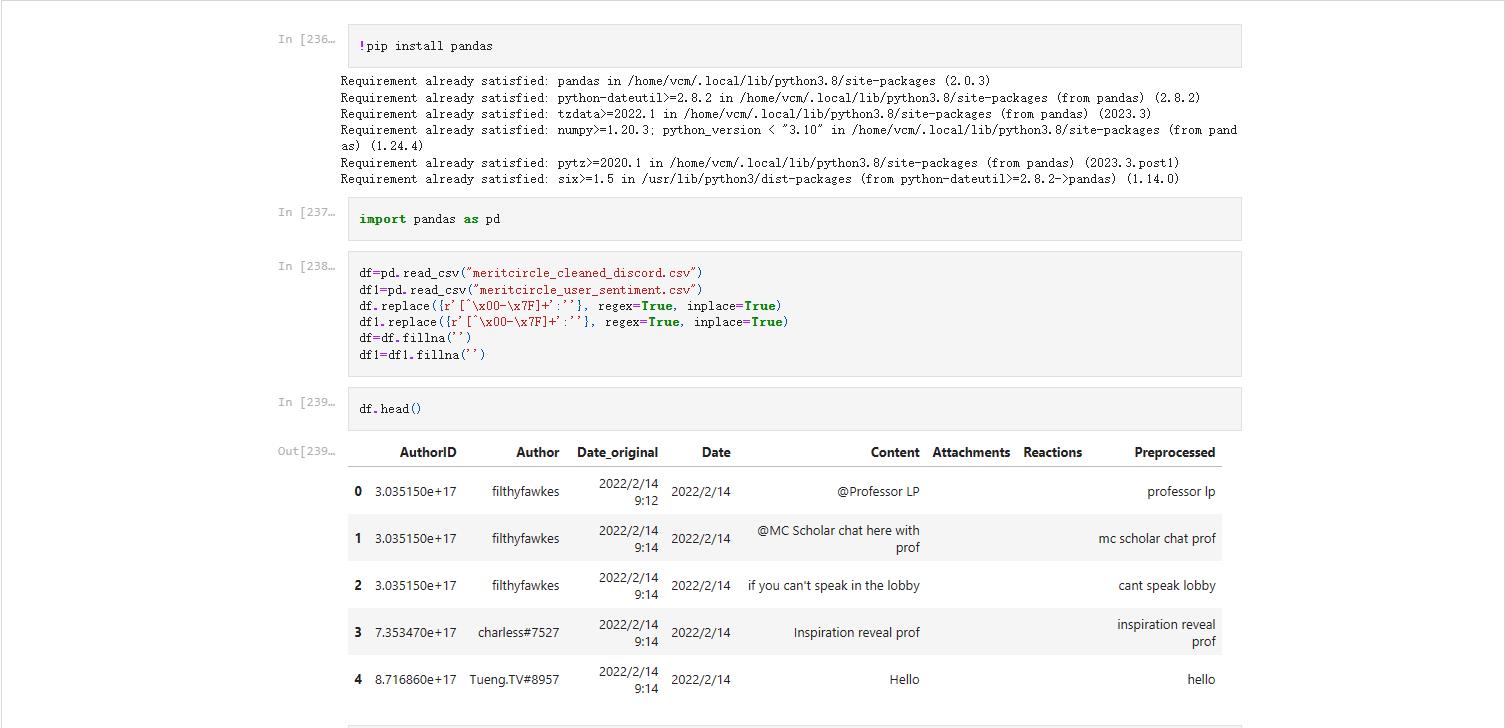 In [236…
!pip install pandas
Requirement already satisfied: pandas in /home/vcm/.local/lib/python3.8/site-packages (2.0.3)
Requirement already satisfied: python-dateutil>=2.8.2 in /home/vcm/.local/lib/python3.8/site-packages (from pandas) (2.8.2)
Requirement already satisfied: tzdata>=2022.1 in /home/vcm/.local/lib/python3.8/site-packages (from pandas) (2023.3)
Requirement already satisfied: numpy>=1.20.3; python_version < "3.10" in /home/vcm/.local/lib/python3.8/site-packages (from pand
as) (1.24.4)
Requirement already satisfied: pytz>=2020.1 in /home/vcm/.local/lib/python3.8/site-packages (from pandas) (2023.3.post1)
Requirement already satisfied: six>=1.5 in /usr/lib/python3/dist-packages (from python-dateutil>=2.8.2->pandas) (1.14.0)
In [237…
import pandas as pd
In [238…
df=pd.read_csv("meritcircle_cleaned_discord.csv")
df1=pd.read_csv("meritcircle_user_sentiment.csv")
df.replace({r'[^\x00-\x7F]+':''}, regex=True, inplace=True)
df1.replace({r'[^\x00-\x7F]+':''}, regex=True, inplace=True)
df=df.fillna('')
df1=df1.fillna('')
In [239…
df.head()
Out[239…
AuthorID Author Date_original Date Content Attachments Reactions Preprocessed
0 3.035150e+17 filthyfawkes 2022/2/14 9:12 2022/2/14 @Professor LP professor lp
1 3.035150e+17 filthyfawkes 2022/2/14 9:14 2022/2/14 @MC Scholar chat here with prof mc scholar chat prof
2 3.035150e+17 filthyfawkes 2022/2/14 9:14 2022/2/14 if you can't speak in the lobby cant speak lobby
3 7.353470e+17 charless#7527 2022/2/14 9:14 2022/2/14 Inspiration reveal prof inspiration reveal prof
4 8.716860e+17 Tueng.TV#8957 2022/2/14 9:14 2022/2/14 Hello hello